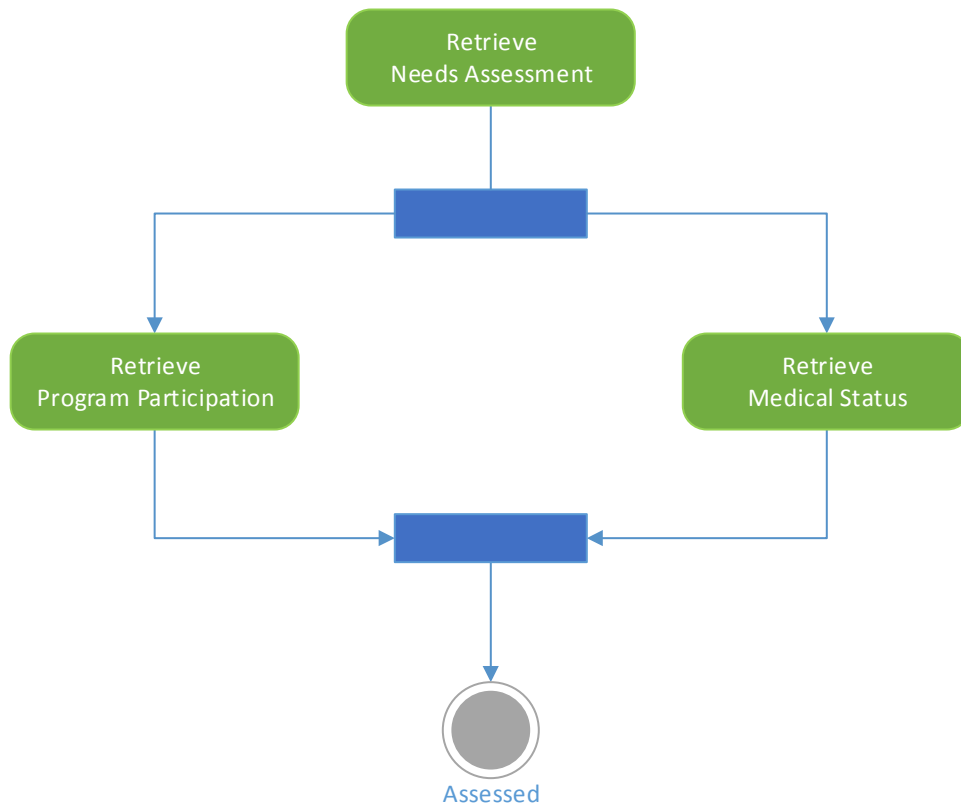 Retrieve
Needs Assessment
Retrieve
Program Participation
Retrieve
Medical Status
Assessed